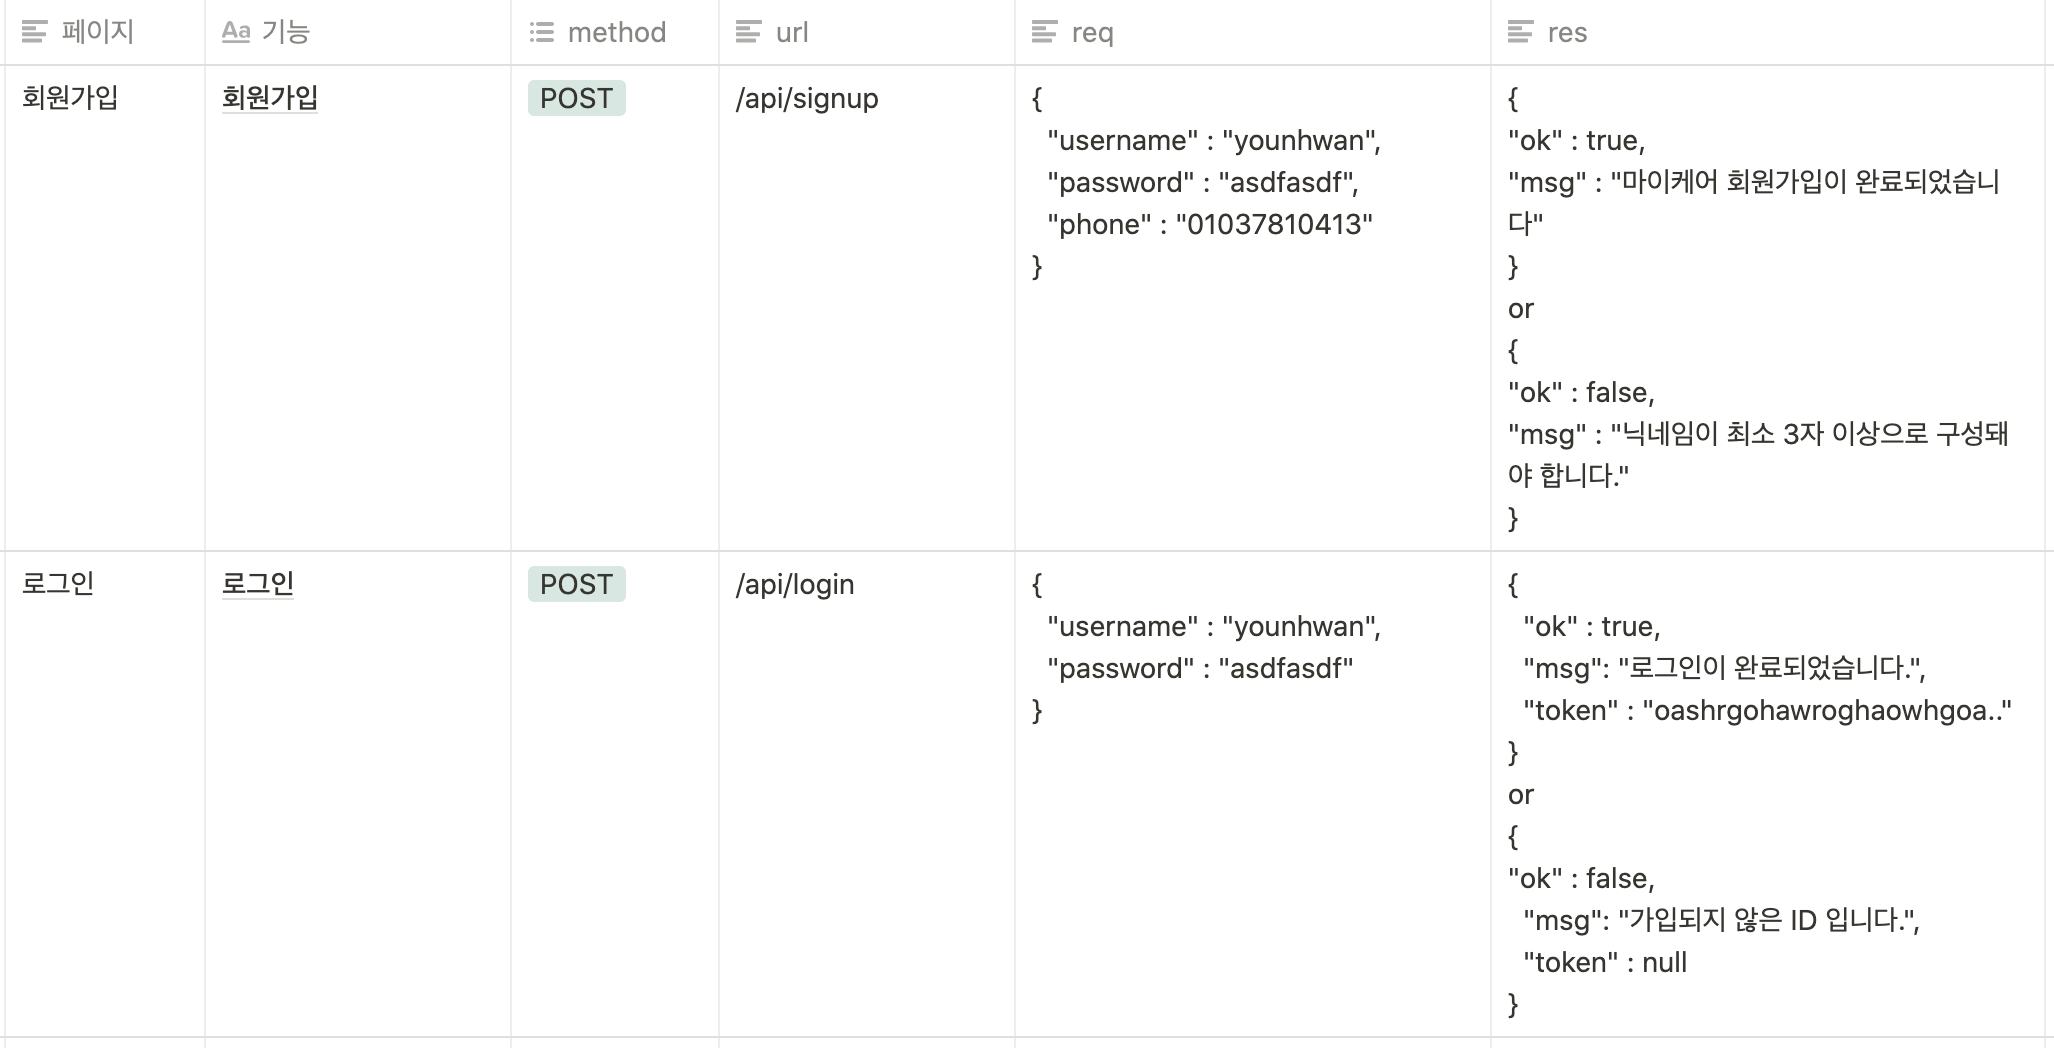 페이지
Aa 기능
method
url
req
res
회원가입
회원가입
POST
/api/signup
{
"username" : "younhwan",
"password" : "asdfasdf",
"phone" : "01037810413"
}
{
"ok" : true,
"msg" : "마이케어 회원가입이 완료되었습니
다"
}
or
{
"ok" : false,
"msg" : "닉네임이 최소 3자 이상으로 구성돼
야 합니다."
}
로그인
로그인
POST
/api/login
{
"username" : "younhwan",
"password" : "asdfasdf"
}
{
"ok" : true,
"msg": "로그인이 완료되었습니다.",
"token" : "oashrgohawroghaowhgoa.."
}
or
{
"ok" : false,
"msg": "가입되지 않은 ID 입니다.",
"token" : null
}